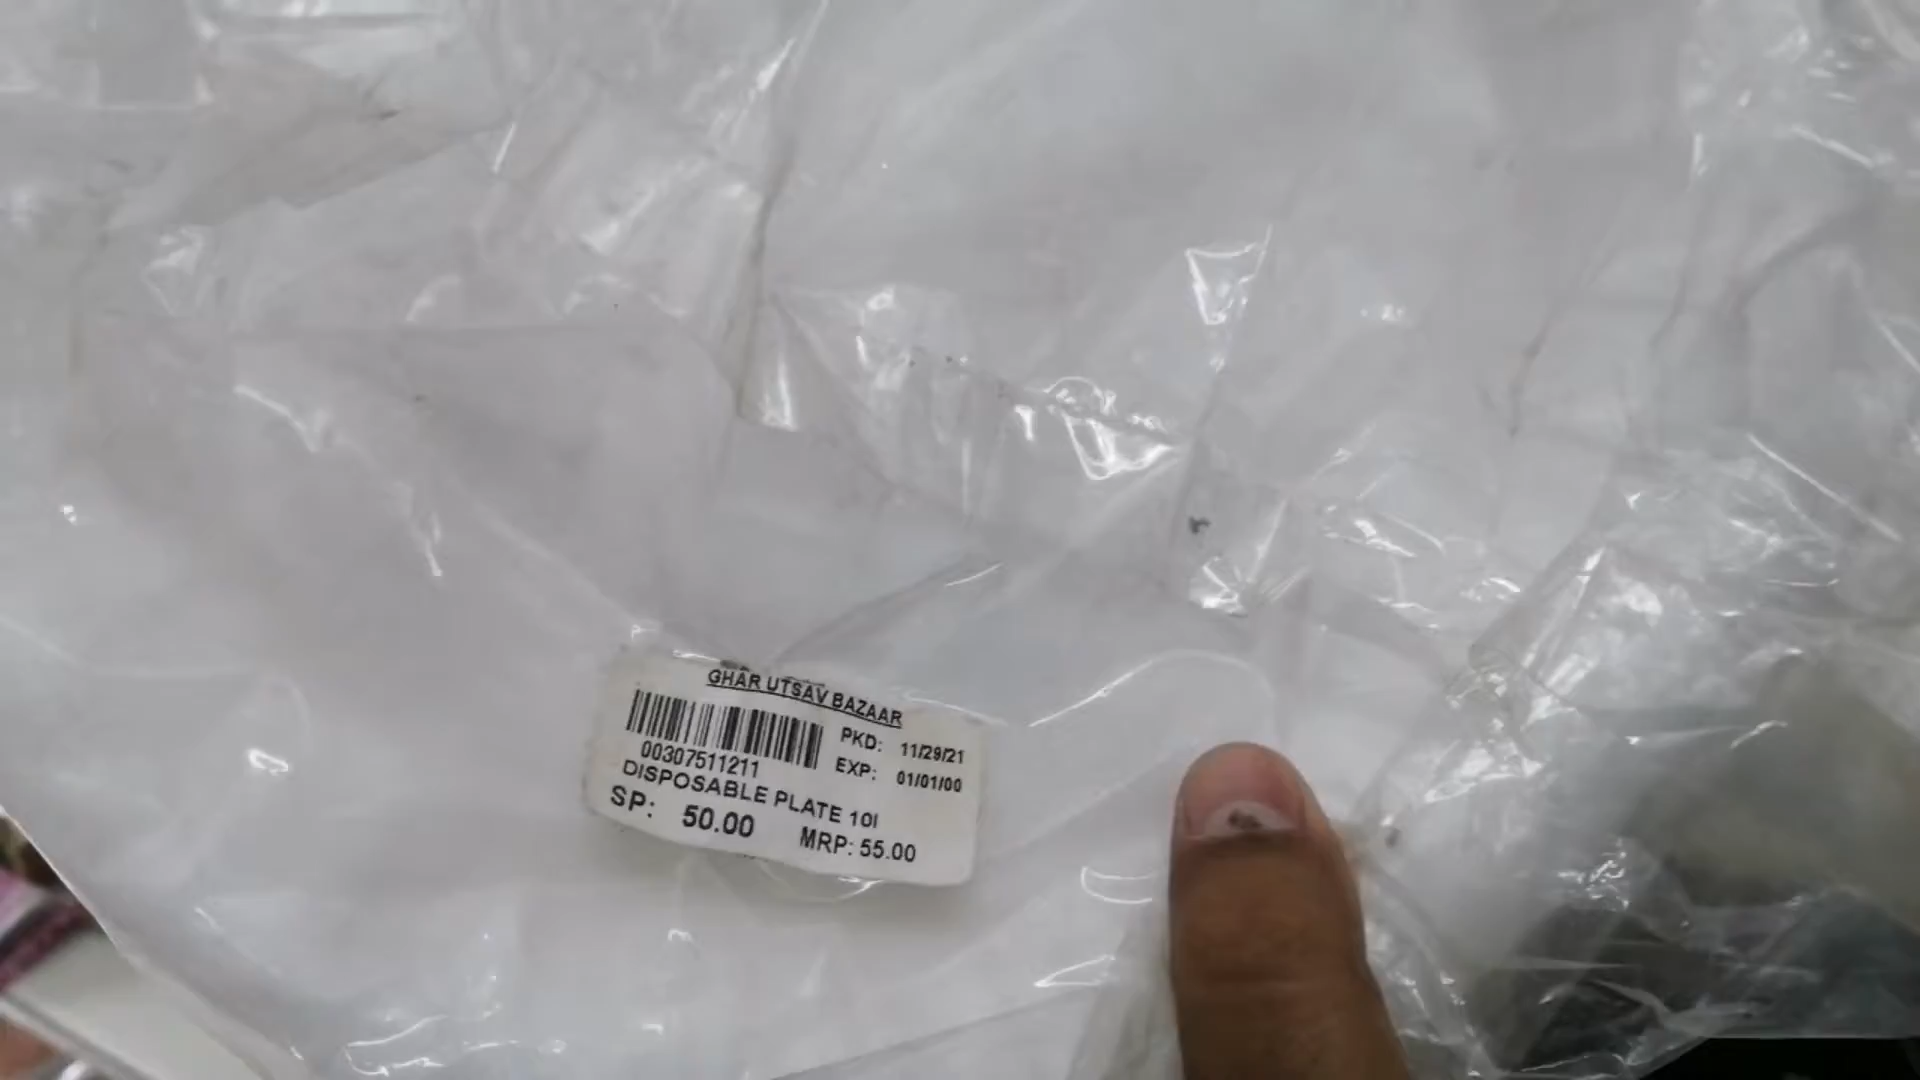 GHAR UTSAV BAZAAR
PKD: 11/29/21
00307511211
EXP: 01/01/00
DISPOSABLE PLATE 10I
SP: 50.00 MRP: 55.00